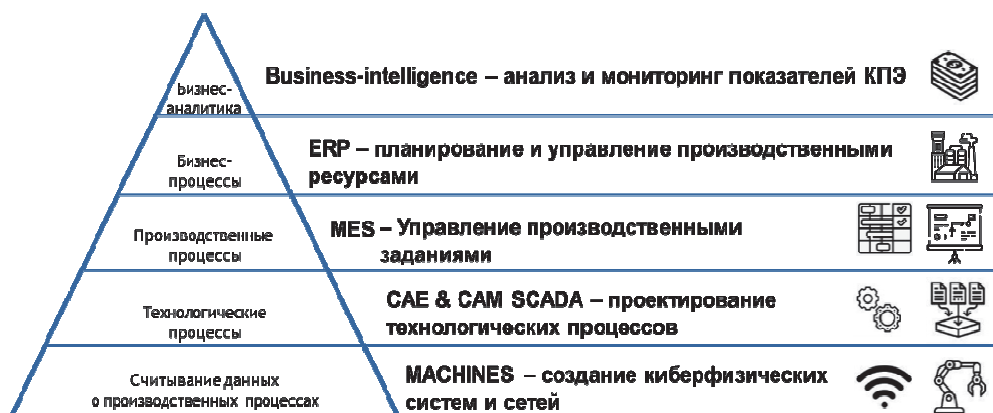 Бизнес-
аналитика
Business-intelligence – анализ и мониторинг показателей КПЭ
Бизнес-
процессы
ERP – планирование и управление производственными
ресурсами
Производственные
процессы
MES – Управление производственными
заданиями
Технологические
процессы
CAE & CAM SCADA – проектирование
технологических процессов
Считывание данных
о производственных процессах
MACHINES – создание киберфизических
систем и сетей